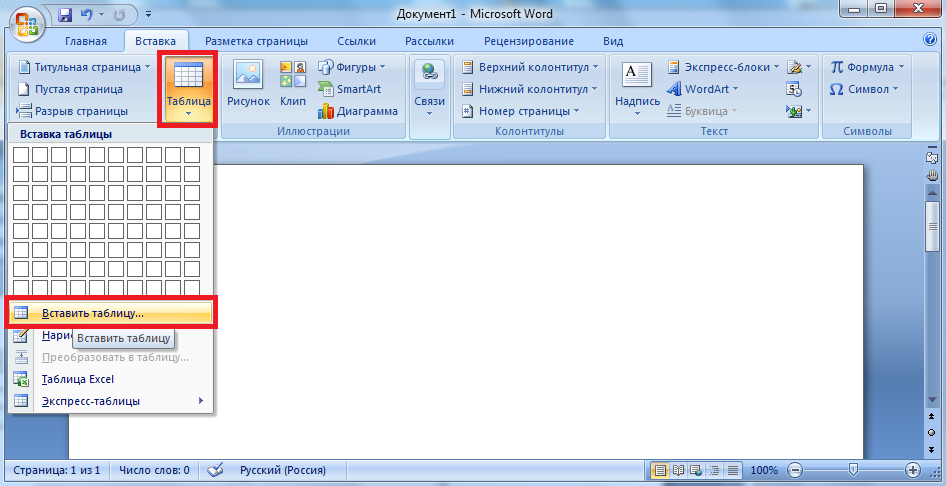 Документ1 - Microsoft Word
Главная Вставка Разметка страницы Ссылки Рассылки Рецензирование Вид
Титульная страница
Пустая страница
Разрыв страницы
Таблица
Рисунок
Клип
Фигуры
SmartArt
Диаграмма
Иллюстрации
Связи
Верхний колонтитул
Нижний колонтитул
Номер страницы
Колонтитулы
Надпись
Экспресс-блоки
WordArt
Буквица
Текст
Формула
Символ
Символы
Вставка таблицы
Вставить таблицу...
Нари
Вставить таблицу
Преобразовать в таблицу...
Таблица Excel
Экспресс-таблицы
Страница: 1 из 1 Число слов: 0 Русский (Россия) 100%